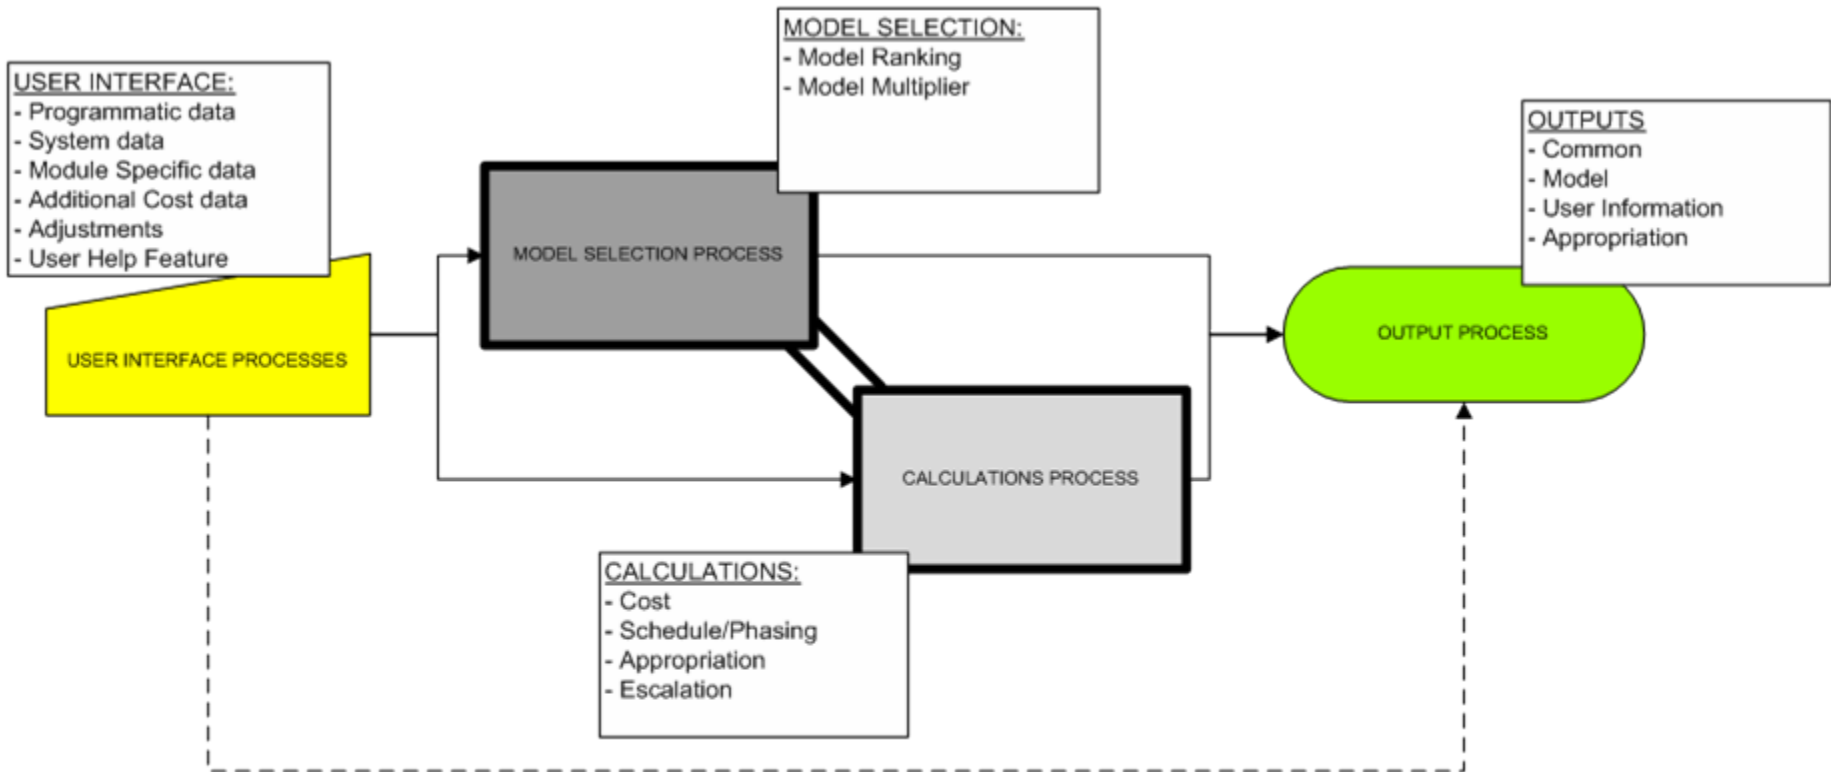 USER INTERFACE:
- Programmatic data
- System data
- Module Specific data
- Additional Cost data
- Adjustments
- User Help Feature
USER INTERFACE PROCESSES
MODEL SELECTION:
- Model Ranking
- Model Multiplier
MODEL SELECTION PROCESS
CALCULATIONS PROCESS
CALCULATIONS:
- Cost
- Schedule/Phasing
- Appropriation
- Escalation
OUTPUTS
- Common
- Model
- User Information
- Appropriation
OUTPUT PROCESS